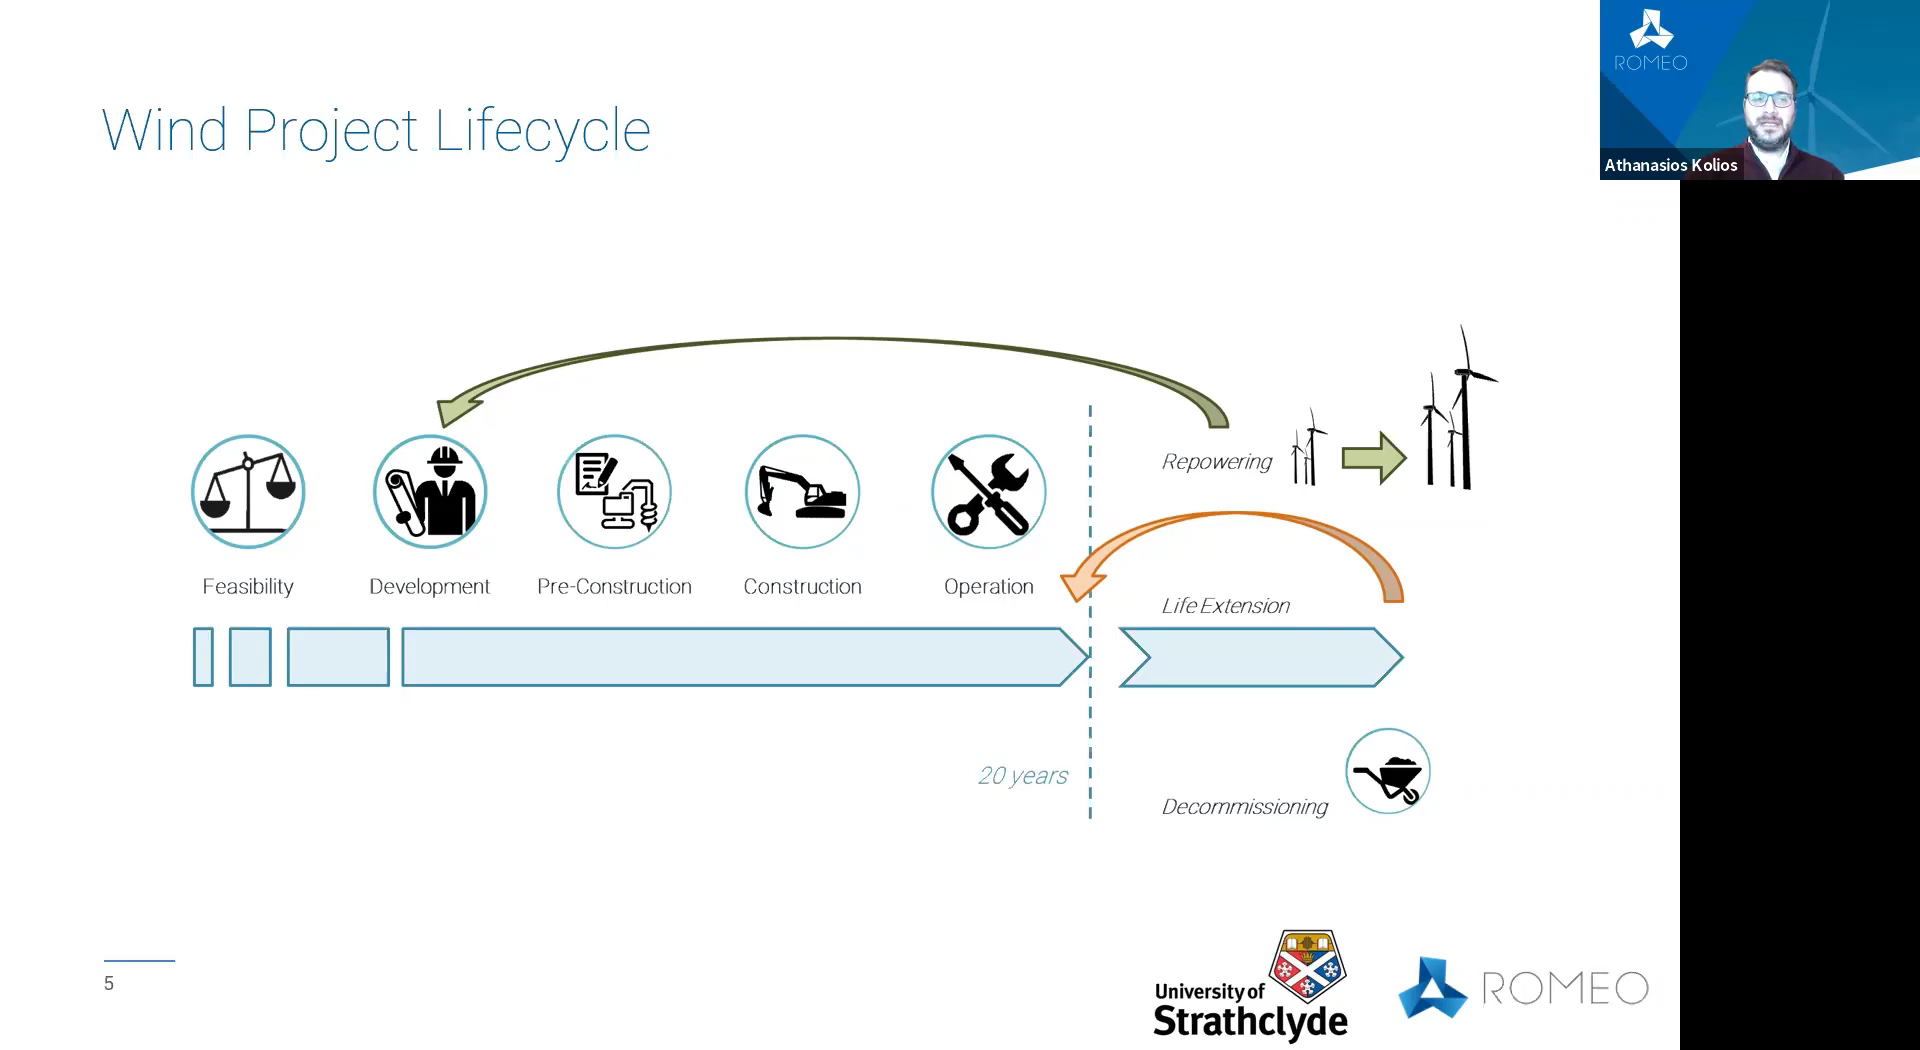 ROMEO
Athanasios Kolios
Wind Project Lifecycle
Repowering
Feasibility
Development
Pre-Construction
Construction
Operation
Life Extension
20 years
Decommissioning
5
University of
Strathclyde
ROMEO